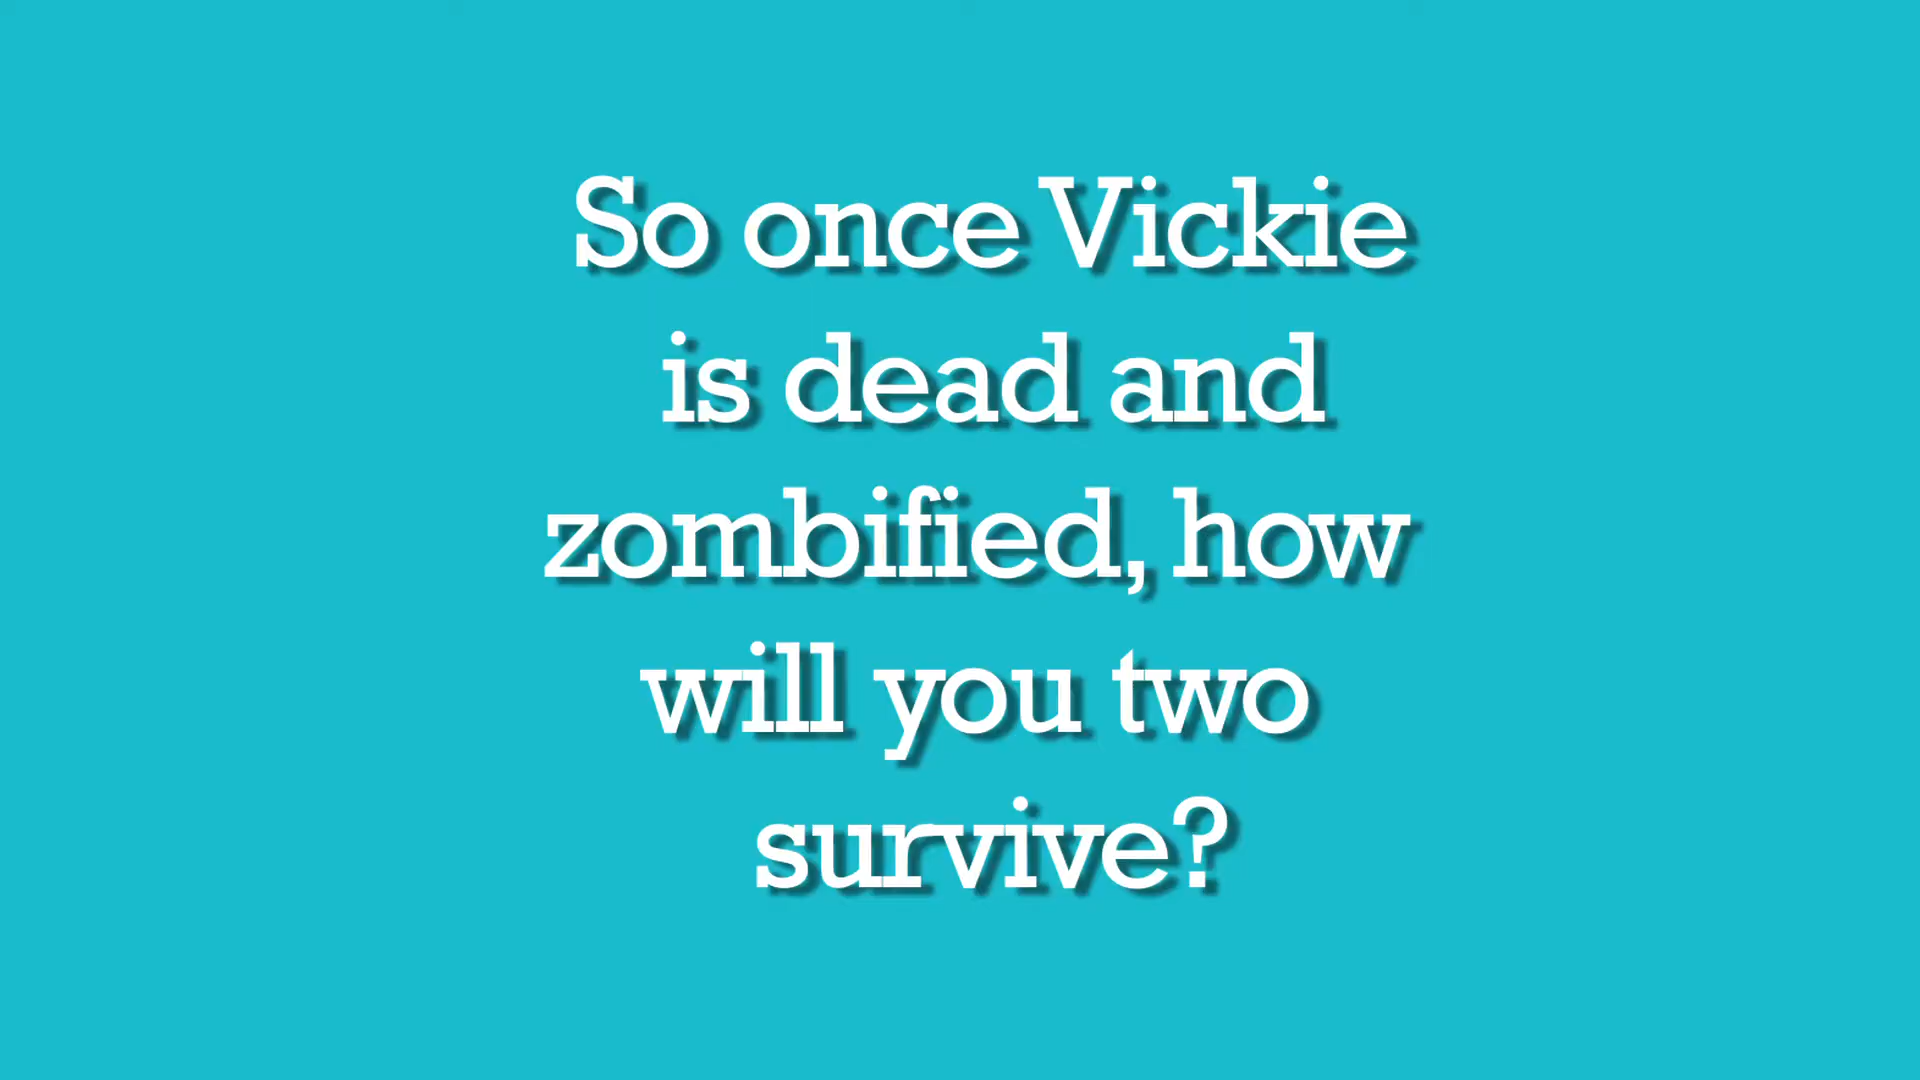 So once Vickie
is dead and
zombified, how
will you two
survive?